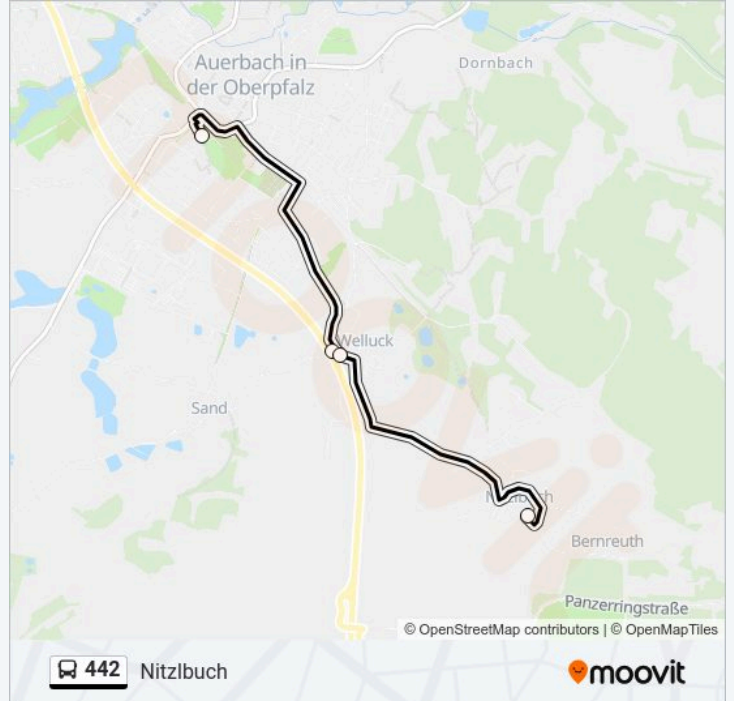 Auerbach in
der Oberpfalz
Dornbach
Welluck
Sand
Bernreuth
Panzerringstraße
© OpenStreetMap contributors | © OpenMapTiles
442 Nitzlbuch
moovit